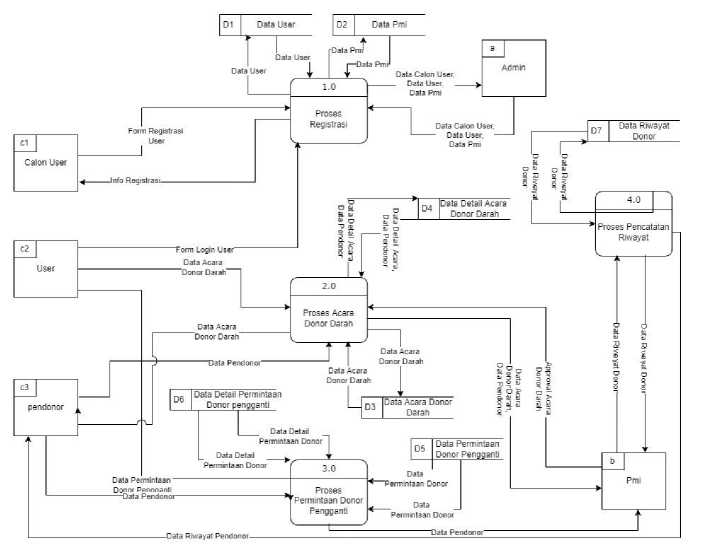 D1
Data User
D2
Data Pmi
a
Admin
Data User
Data User
Data Pmi
Data Pmi
Data Calon User,
Data User,
Data Pmi
1.0
Proses
Registrasi
Data Calon User,
Data User,
Data Pmi
c1
Calon User
Form Registrasi
User
Info Registrasi
D7
Data Riwayat
Donor
Data Riwayat
Donor
Data Riwayat
Donor
4.0
Proses Pencatatan
Riwayat
D4
Data Detail Acara
Donor Darah
Data Detail Acara,
Data Pendonor
Data Detail Acara,
Data Pendonor
c2
User
Form Login User
Data Acara
Donor Darah
2.0
Proses Acara
Donor Darah
Data Acara
Donor Darah
Data Pendonor
Data Acara
Donor Darah
Data Acara
Donor Darah
D3
Data Acara Donor
Darah
Data Acara
Donor Darah,
Data Pendonor
Approval Acara
Donor Darah
Data Riwayat Donor
Data Riwayat Donor
c3
pendonor
D6
Data Detail Permintaan
Donor pengganti
Data Detail
Permintaan Donor
Data Detail
Permintaan Donor
D5
Data Permintaan
Donor Pengganti
Data
Permintaan Donor
Data
Permintaan Donor
3.0
Proses
Permintaan Donor
Pengganti
Data Permintaan
Donor Pengganti
Data Pendonor
b
Pmi
Data Pendonor
Data Riwayat Pendonor